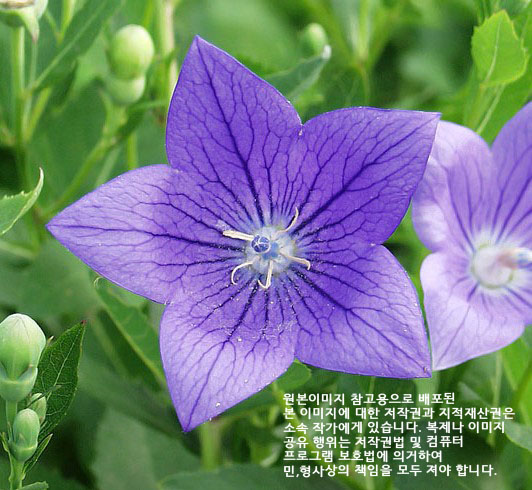 원본이미지 참고용으로 배포된
본 이미지에 대한 저작권과 지적재산권은
소속 작가에게 있습니다. 복제나 이미지
공유 행위는 저작권법 및 컴퓨터
프로그램 보호법에 의거하여
민,형사상의 책임을 모두 져야 합니다.